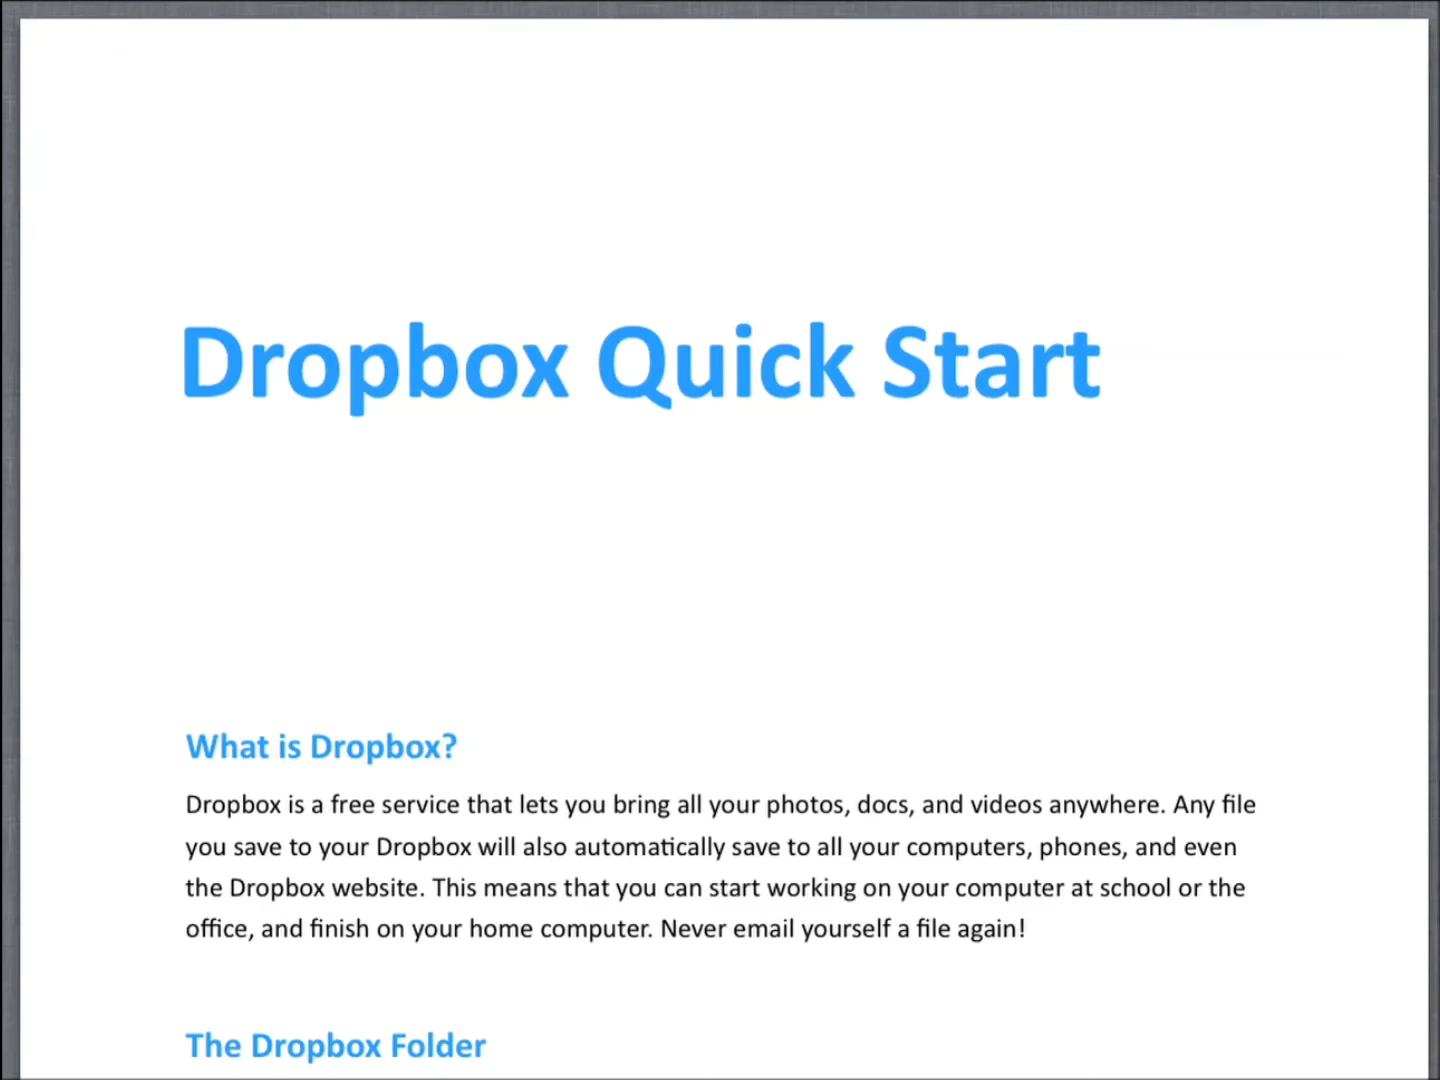 Dropbox Quick Start
What is Dropbox?
Dropbox is a free service that lets you bring all your photos, docs, and videos anywhere. Any file
you save to your Dropbox will also automatically save to all your computers, phones, and even
the Dropbox website. This means that you can start working on your computer at school or the
office, and finish on your home computer. Never email yourself a file again!
The Dropbox Folder